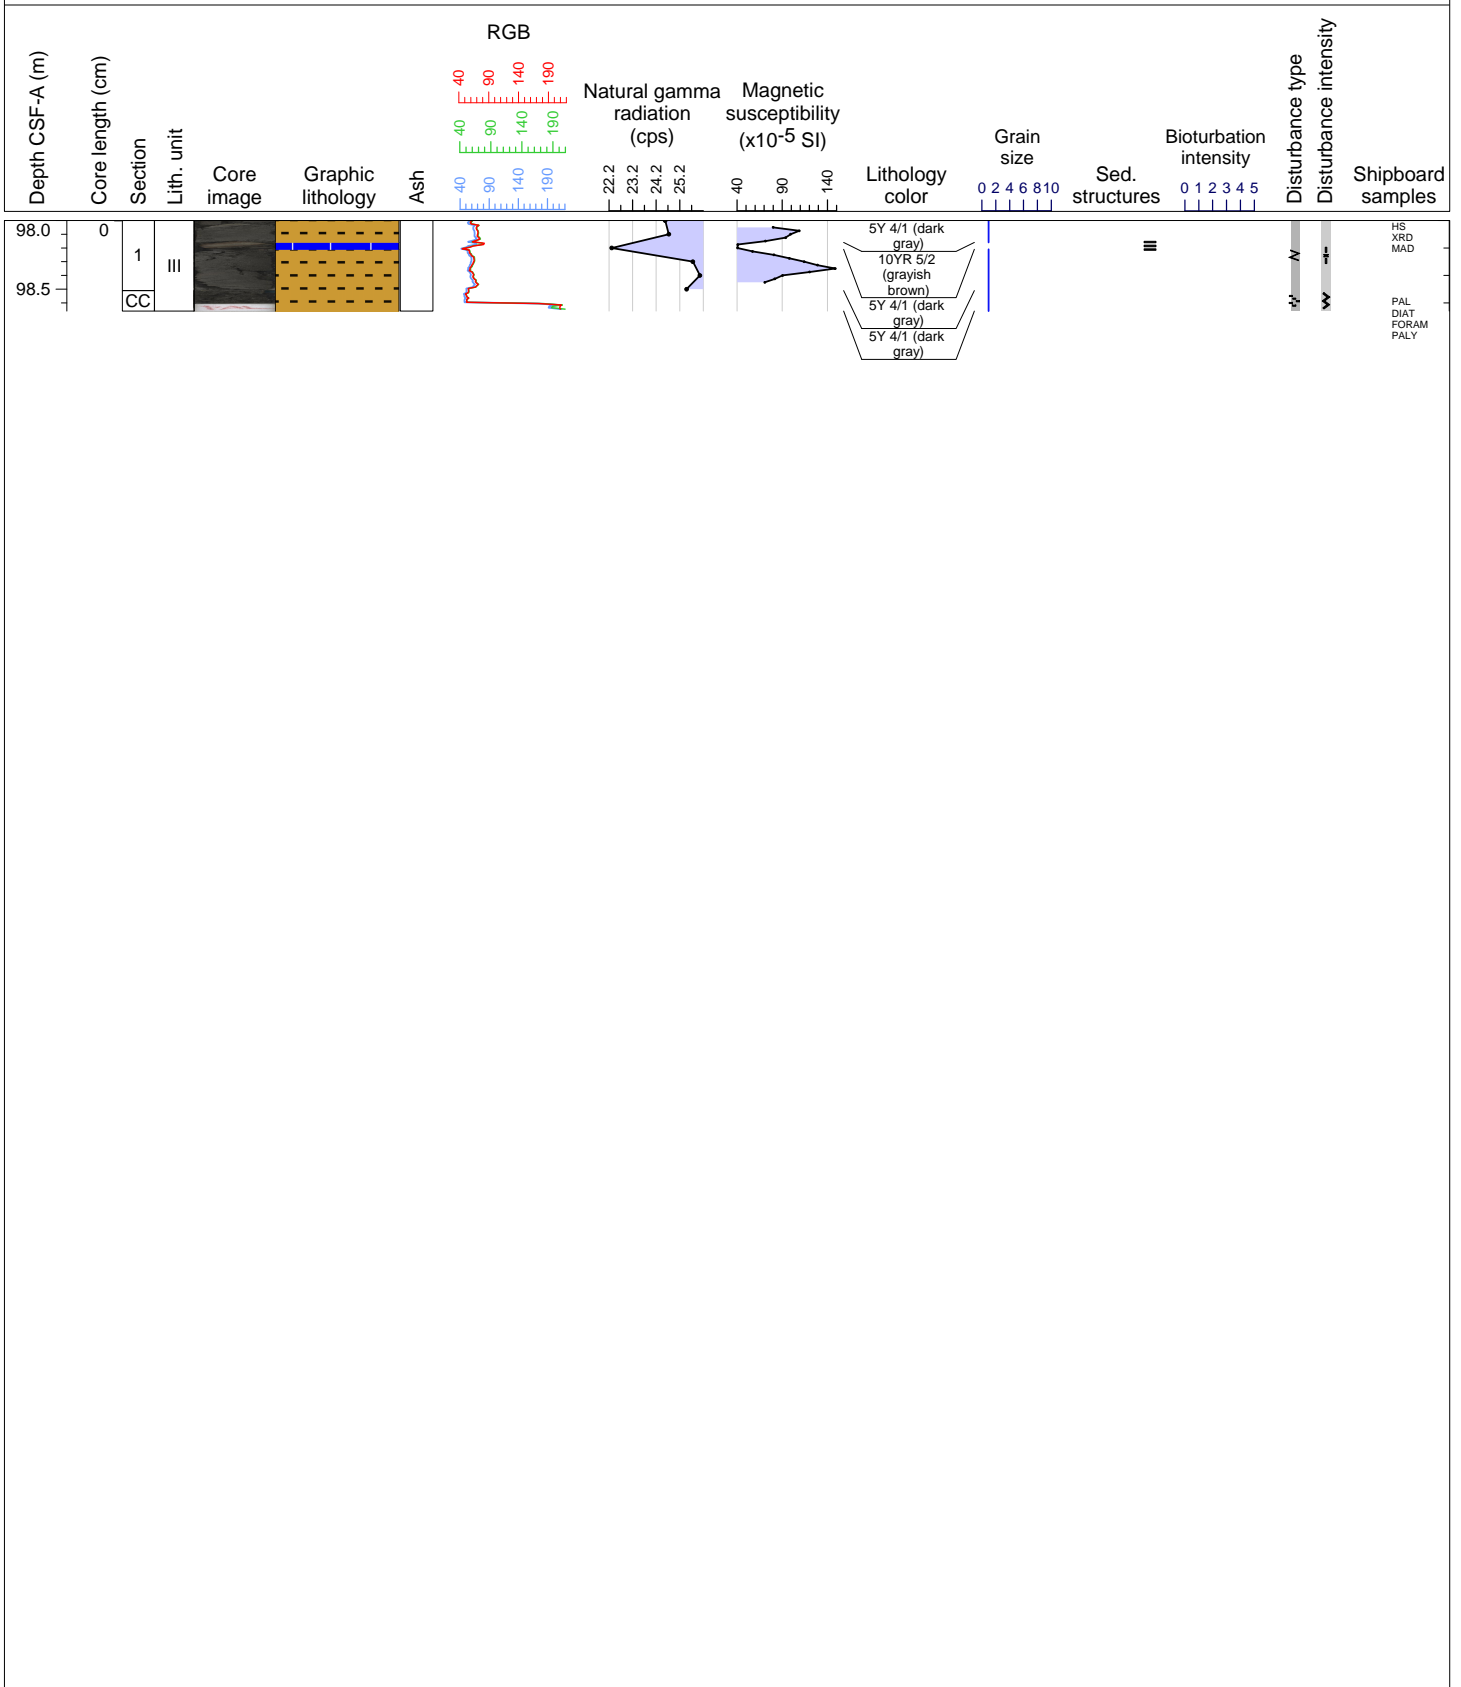 RGB
Depth CSF-A (m)
Core length (cm)
Section
Lith. unit
Core
image
Graphic
lithology
Ash
40 90 140 190
40 90 140 190
40 90 140 190
Natural gamma
radiation
(cps)
22.2 23.2 24.2 25.2
Magnetic
susceptibility
(x10-5 SI)
40 90 140
Lithology
color
Grain
size
0 2 4 6 8 10
Sed.
structures
Bioturbation
intensity
0 1 2 3 4 5
Disturbance type
Disturbance intensity
Shipboard
samples
98.0
98.5
0
1
CC
III
5Y 4/1 (dark
gray)
10YR 5/2
(grayish
brown)
5Y 4/1 (dark
gray)
5Y 4/1 (dark
gray)
HS
XRD
MAD
PAL
DIAT
FORAM
PALY